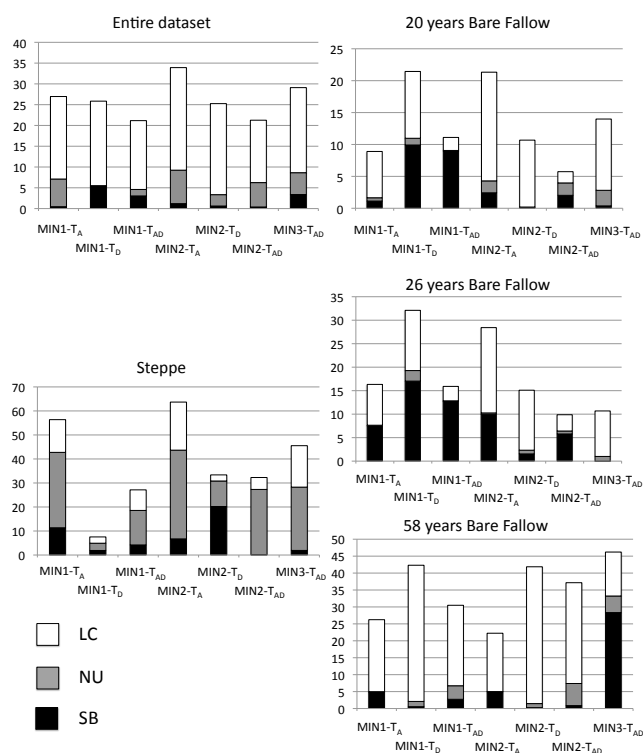 Entire dataset
40
35
30
25
20
15
10
5
0
MIN1-TA MIN1-TAD MIN2-TD MIN3-TAD
MIN1-TD MIN2-TA MIN2-TAD
20 years Bare Fallow
25
20
15
10
5
0
MIN1-TA MIN1-TAD MIN2-TD MIN3-TAD
MIN1-TD MIN2-TA MIN2-TAD
26 years Bare Fallow
35
30
25
20
15
10
5
0
MIN1-TA MIN1-TAD MIN2-TD MIN3-TAD
MIN1-TD MIN2-TA MIN2-TAD
Steppe
70
60
50
40
30
20
10
0
MIN1-TA MIN1-TAD MIN2-TD MIN3-TAD
MIN1-TD MIN2-TA MIN2-TAD
58 years Bare Fallow
50
45
40
35
30
25
20
15
10
5
0
MIN1-TA MIN1-TAD MIN2-TD MIN3-TAD
MIN1-TD MIN2-TA MIN2-TAD
LC
NU
SB